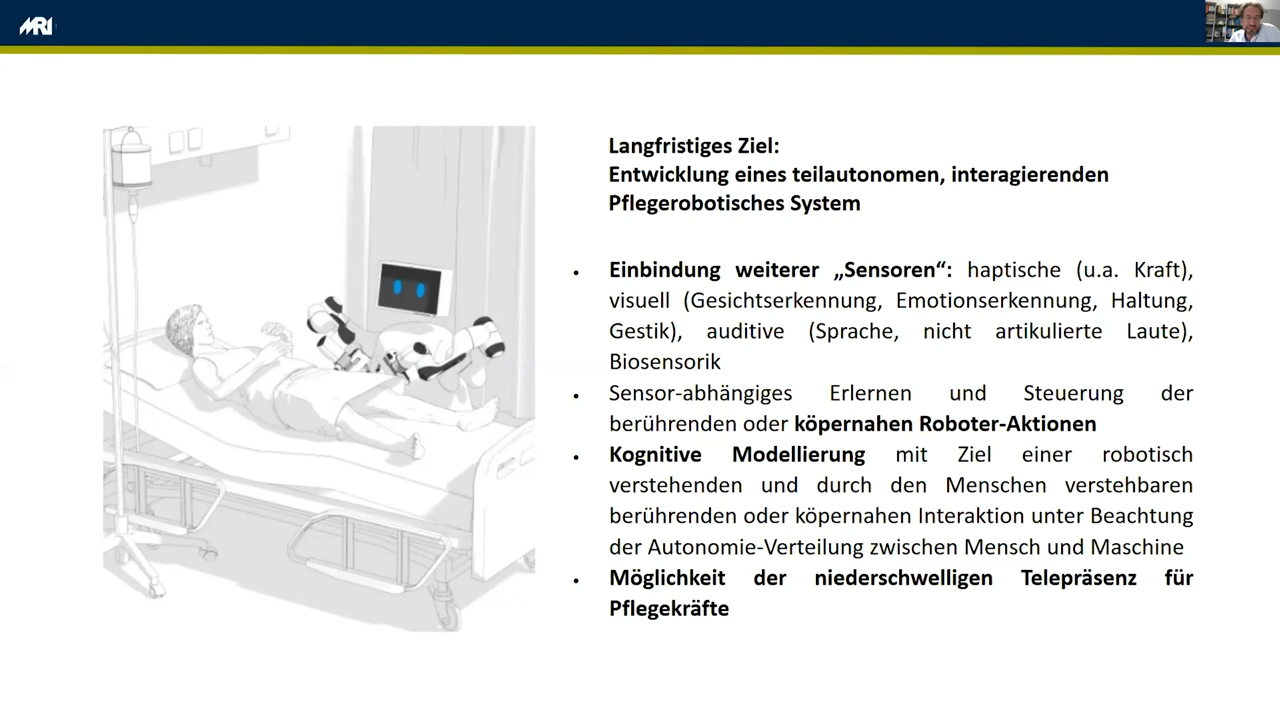 MRI
Langfristiges Ziel:
Entwicklung eines teilautonomen, interagierenden
Pflegerobotisches System
• Einbindung weiterer „Sensoren“: haptische (u.a. Kraft),
visuell (Gesichtserkennung, Emotionserkennung, Haltung,
Gestik), auditive (Sprache, nicht artikulierte Laute),
Biosensorik
• Sensor-abhängiges Erlernen und Steuerung der
berührenden oder köpernahen Roboter-Aktionen
• Kognitive Modellierung mit Ziel einer robotisch
verstehenden und durch den Menschen verstehbaren
berührenden oder köpernahen Interaktion unter Beachtung
der Autonomie-Verteilung zwischen Mensch und Maschine
• Möglichkeit der niederschwelligen Telepräsenz für
Pflegekräfte